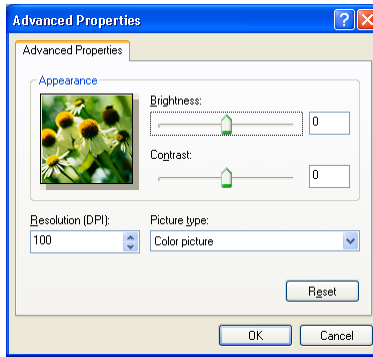 Advanced Properties
Advanced Properties
Appearance
Brightness:
0
Contrast:
0
Resolution (DPI):
Picture type:
100
Color picture
Reset
OK
Cancel